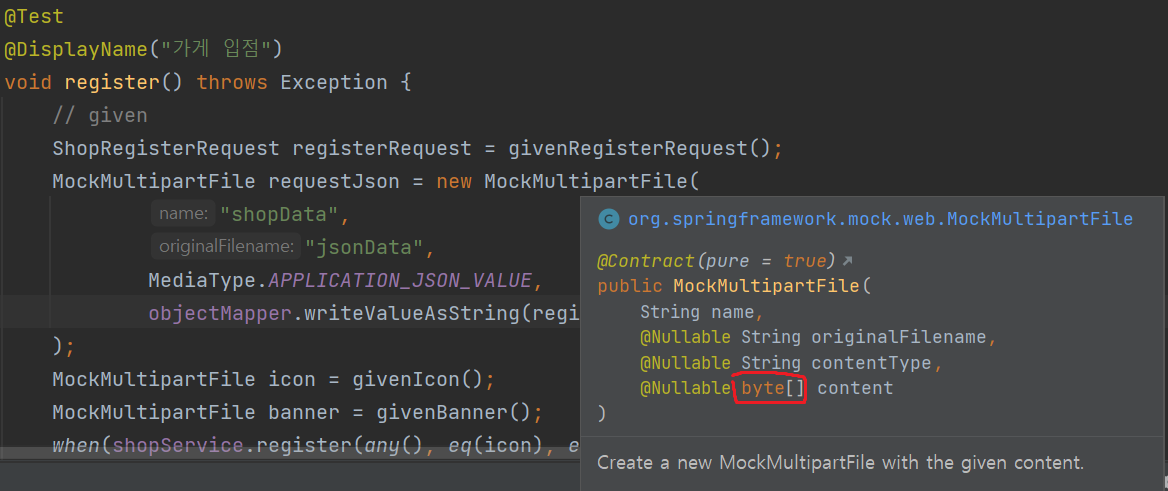 @Test
@DisplayName("가게 입점")
void register() throws Exception {
// given
ShopRegisterRequest registerRequest = givenRegisterRequest();
MockMultipartFile requestJson = new MockMultipartFile(
name: "shopData",
originalFilename: "jsonData",
MediaType.APPLICATION_JSON_VALUE,
objectMapper.writeValueAsString(regi
);
MockMultipartFile icon = givenIcon();
MockMultipartFile banner = givenBanner();
when(shopService.register(any(), eq(icon), e
org.springframework.mock.web.MockMultipartFile
@Contract(pure = true)
public MockMultipartFile(
String name,
@Nullable String originalFilename,
@Nullable String contentType,
@Nullable byte[] content
)
Create a new MockMultipartFile with the given content.